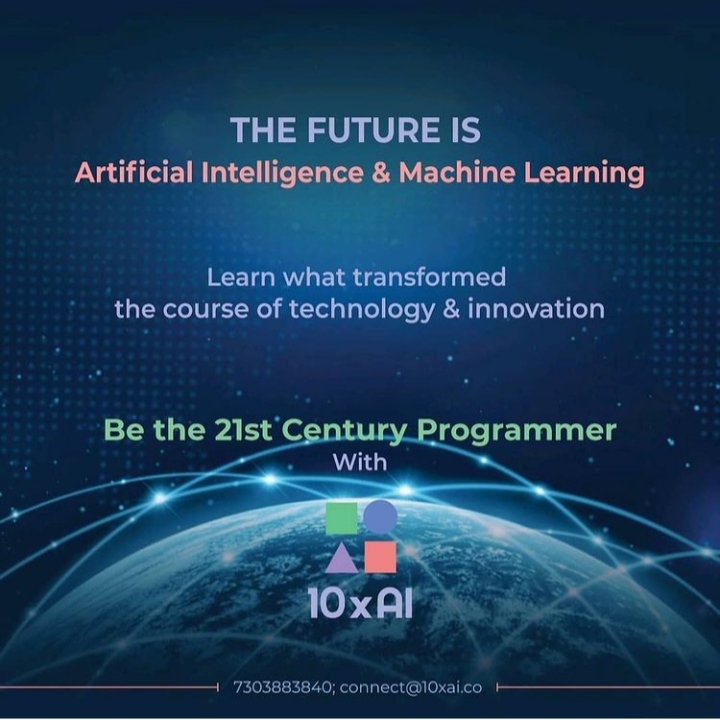 THE FUTURE IS
Artificial Intelligence & Machine Learning
Learn what transformed
the course of technology & innovation
Be the 21st Century Programmer
With
10xAI
7303883840; connect@10xai.co